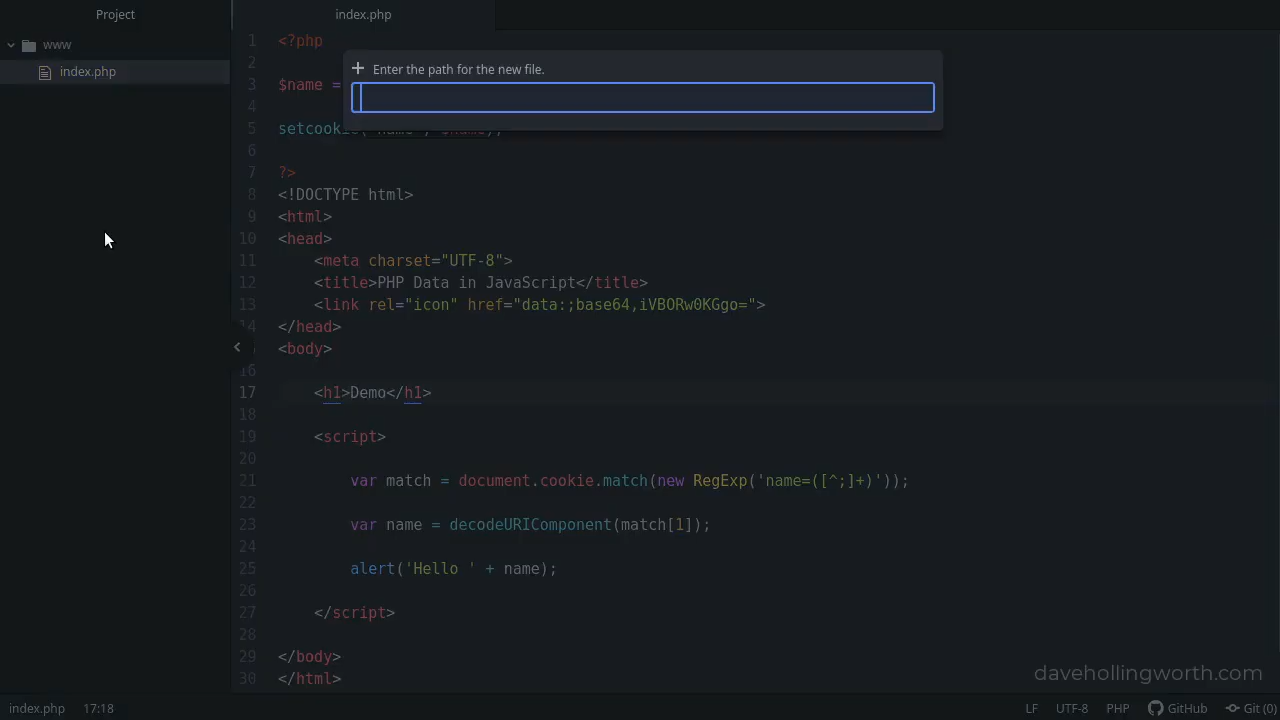 Project
index.php
www
index.php
Enter the path for the new file.
1 <?php
2
3 $name =
4
5 setcookie( name , $name);
6
7 ?>
8 <!DOCTYPE html>
9 <html>
10 <head>
11 <meta charset="UTF-8">
12 <title>PHP Data in JavaScript</title>
13 <link rel="icon" href="data:;base64,iVBORw0KGgo=">
14 </head>
<body>
16
17 <h1>Demo</h1>
18
19 <script>
20
21 var match = document.cookie.match(new RegExp('name=([^;]+)'));
22
23 var name = decodeURIComponent(match[1]);
24
25 alert('Hello ' + name);
26
27 </script>
28
29 </body>
30 </html>
davehollingworth.com
index.php 17:18 LF UTF-8 PHP GitHub Git (0)